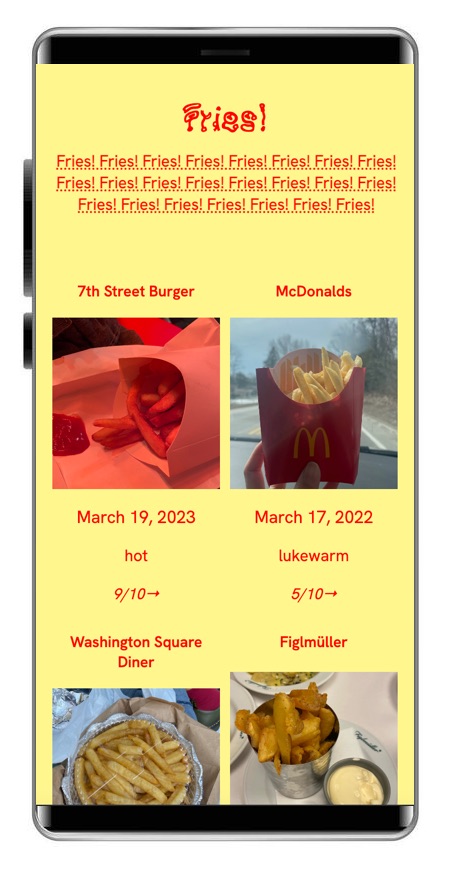 Fries!
Fries! Fries! Fries! Fries! Fries! Fries! Fries! Fries!
Fries! Fries! Fries! Fries! Fries! Fries! Fries! Fries!
Fries! Fries! Fries! Fries! Fries! Fries! Fries!
7th Street Burger
McDonalds
March 19, 2023
March 17, 2022
hot
lukewarm
9/10→
5/10→
Washington Square
Diner
Figlmüller